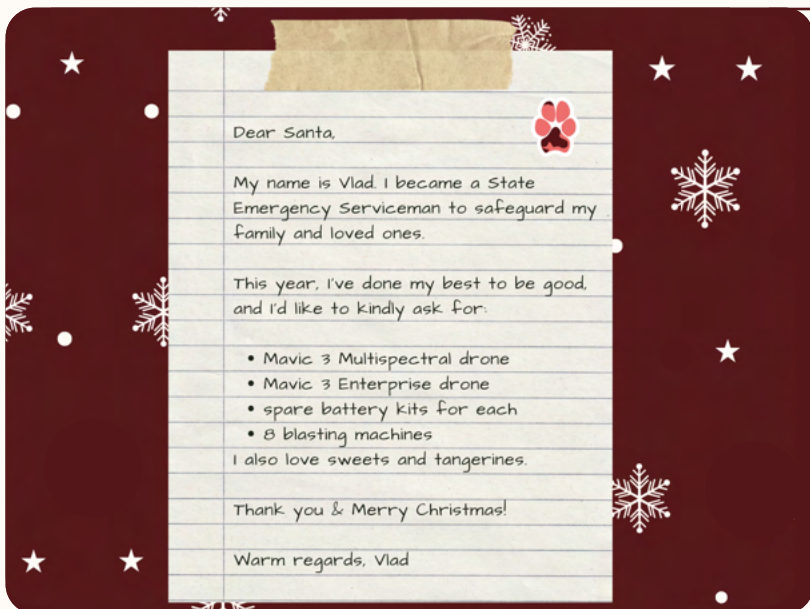 Dear Santa,
My name is Vlad. I became a State
Emergency Serviceman to safeguard my
family and loved ones.
This year, I've done my best to be good,
and I'd like to kindly ask for:
• Mavic 3 Multispectral drone
• Mavic 3 Enterprise drone
• spare battery kits for each
• 8 blasting machines
I also love sweets and tangerines.
Thank you & Merry Christmas!
Warm regards, Vlad